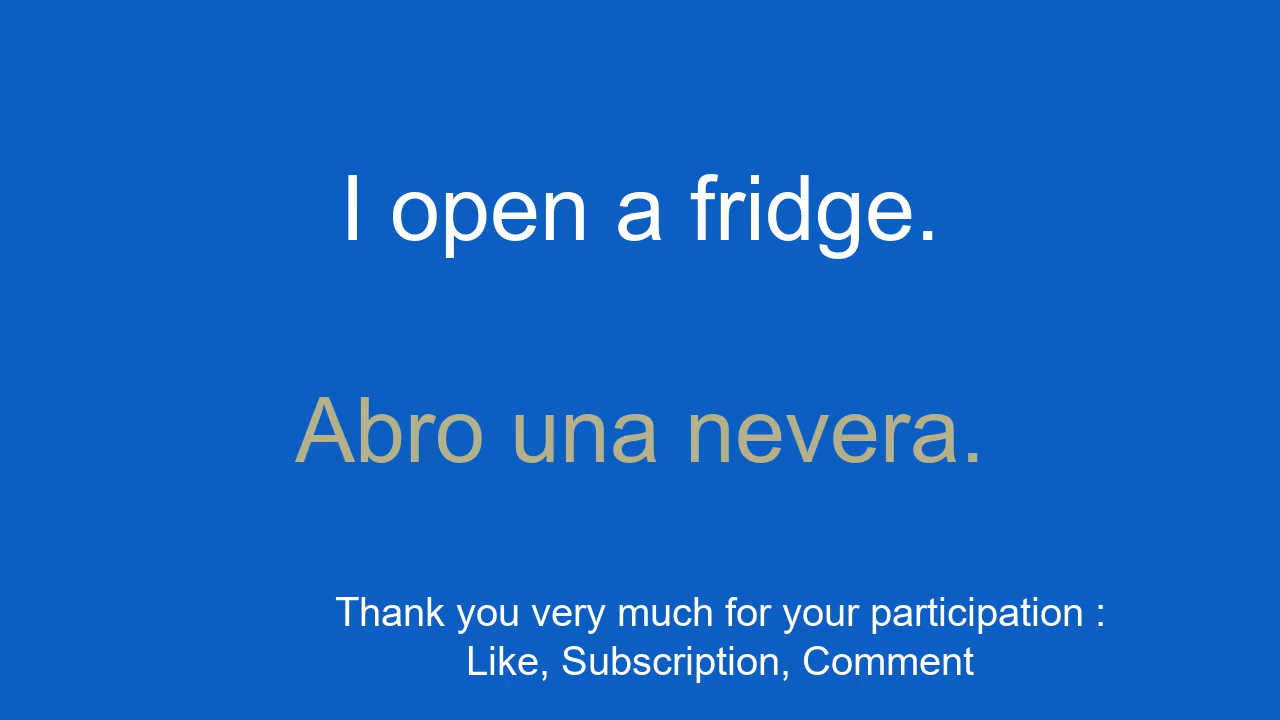 I open a fridge.
Abro una nevera.
Thank you very much for your participation :
Like, Subscription, Comment